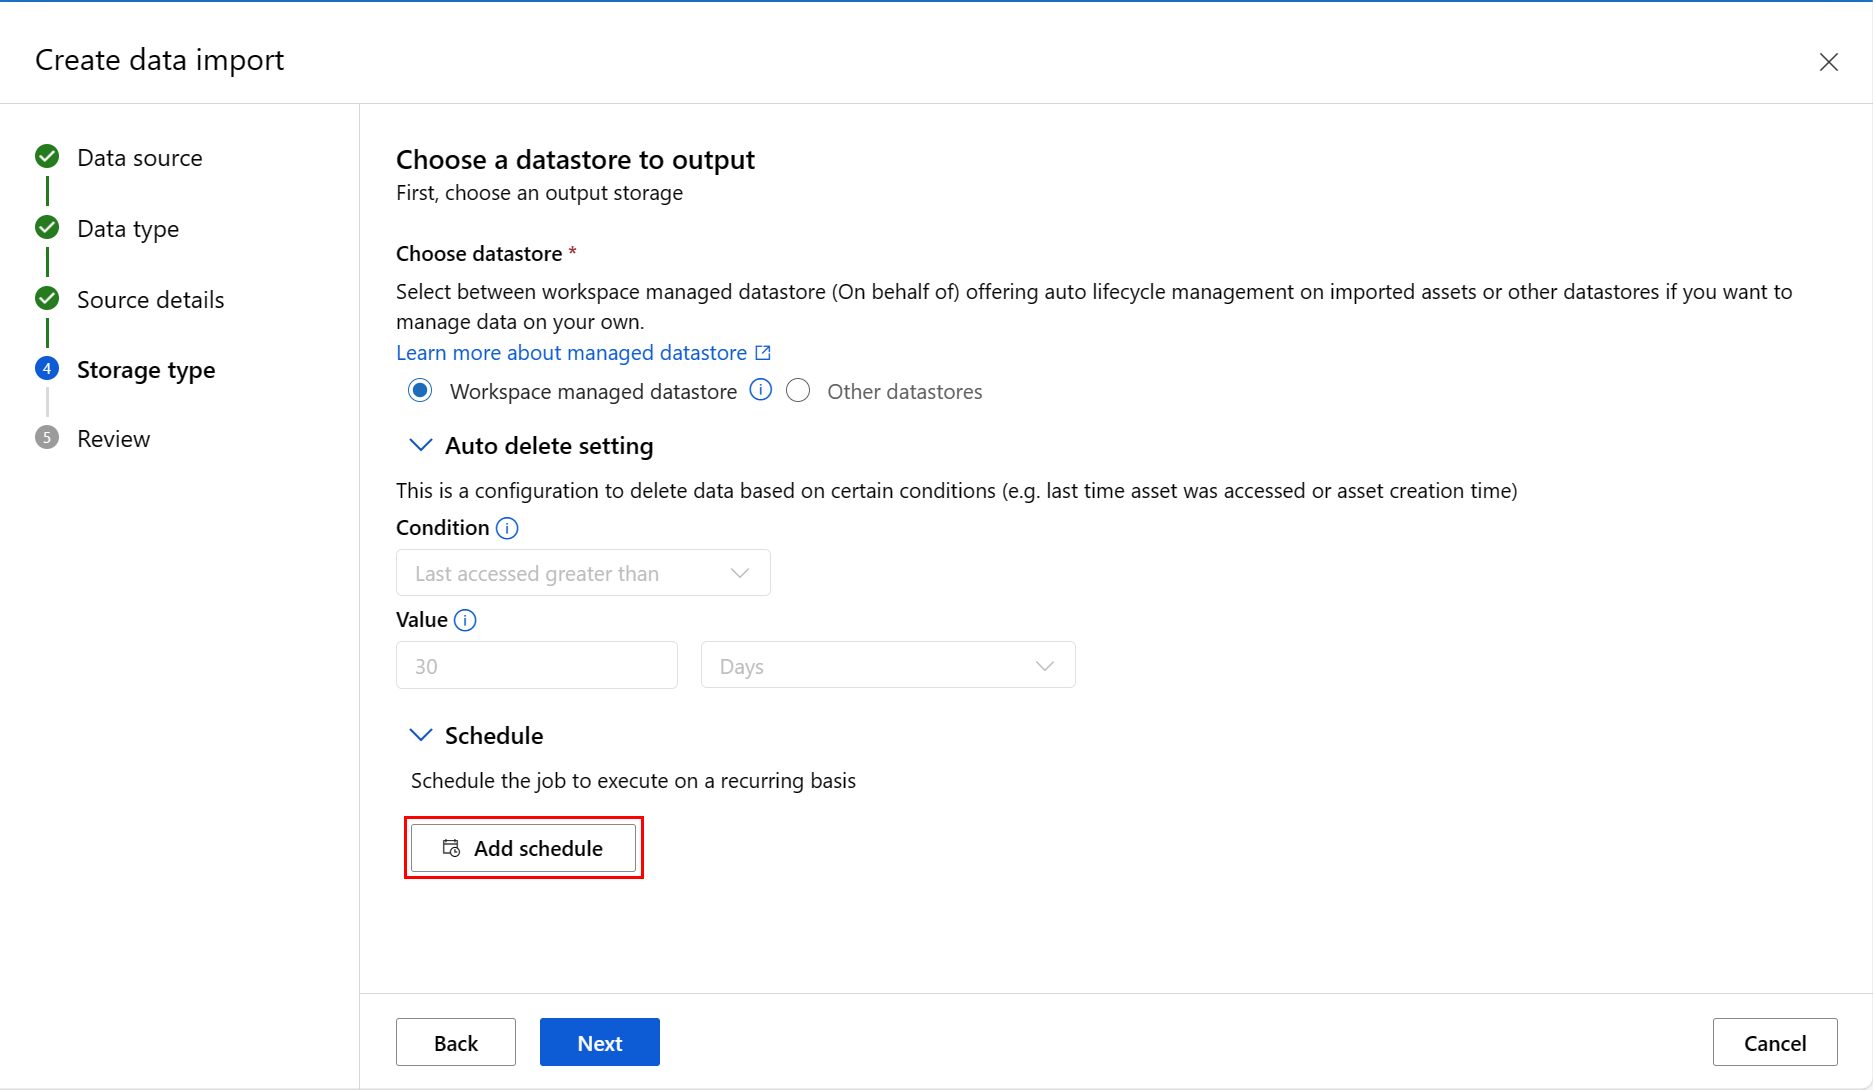 Create data import
Data source
Data type
Source details
4 Storage type
5 Review
Choose a datastore to output
First, choose an output storage
Choose datastore *
Select between workspace managed datastore (On behalf of) offering auto lifecycle management on imported assets or other datastores if you want to
manage data on your own.
Learn more about managed datastore
Workspace managed datastore Other datastores
Auto delete setting
This is a configuration to delete data based on certain conditions (e.g. last time asset was accessed or asset creation time)
Condition
Last accessed greater than
Value
30 Days
Schedule
Schedule the job to execute on a recurring basis
Add schedule
Back Next Cancel